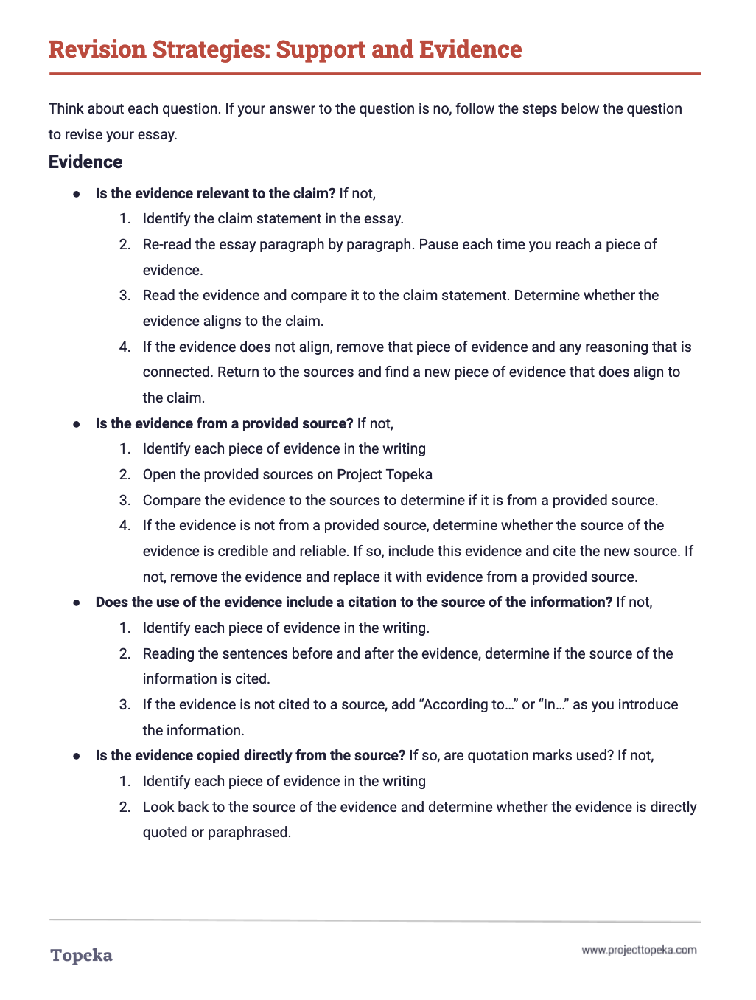 Revision Strategies: Support and Evidence
Think about each question. If your answer to the question is no, follow the steps below the question
to revise your essay.
Evidence
● Is the evidence relevant to the claim? If not,
1. Identify the claim statement in the essay.
2. Re-read the essay paragraph by paragraph. Pause each time you reach a piece of
evidence.
3. Read the evidence and compare it to the claim statement. Determine whether the
evidence aligns to the claim.
4. If the evidence does not align, remove that piece of evidence and any reasoning that is
connected. Return to the sources and find a new piece of evidence that does align to
the claim.
● Is the evidence from a provided source? If not,
1. Identify each piece of evidence in the writing
2. Open the provided sources on Project Topeka
3. Compare the evidence to the sources to determine if it is from a provided source.
4. If the evidence is not from a provided source, determine whether the source of the
evidence is credible and reliable. If so, include this evidence and cite the new source. If
not, remove the evidence and replace it with evidence from a provided source.
● Does the use of the evidence include a citation to the source of the information? If not,
1. Identify each piece of evidence in the writing.
2. Reading the sentences before and after the evidence, determine if the source of the
information is cited.
3. If the evidence is not cited to a source, add “According to…” or “In…” as you introduce
the information.
● Is the evidence copied directly from the source? If so, are quotation marks used? If not,
1. Identify each piece of evidence in the writing
2. Look back to the source of the evidence and determine whether the evidence is directly
quoted or paraphrased.
Topeka
www.projecttopeka.com